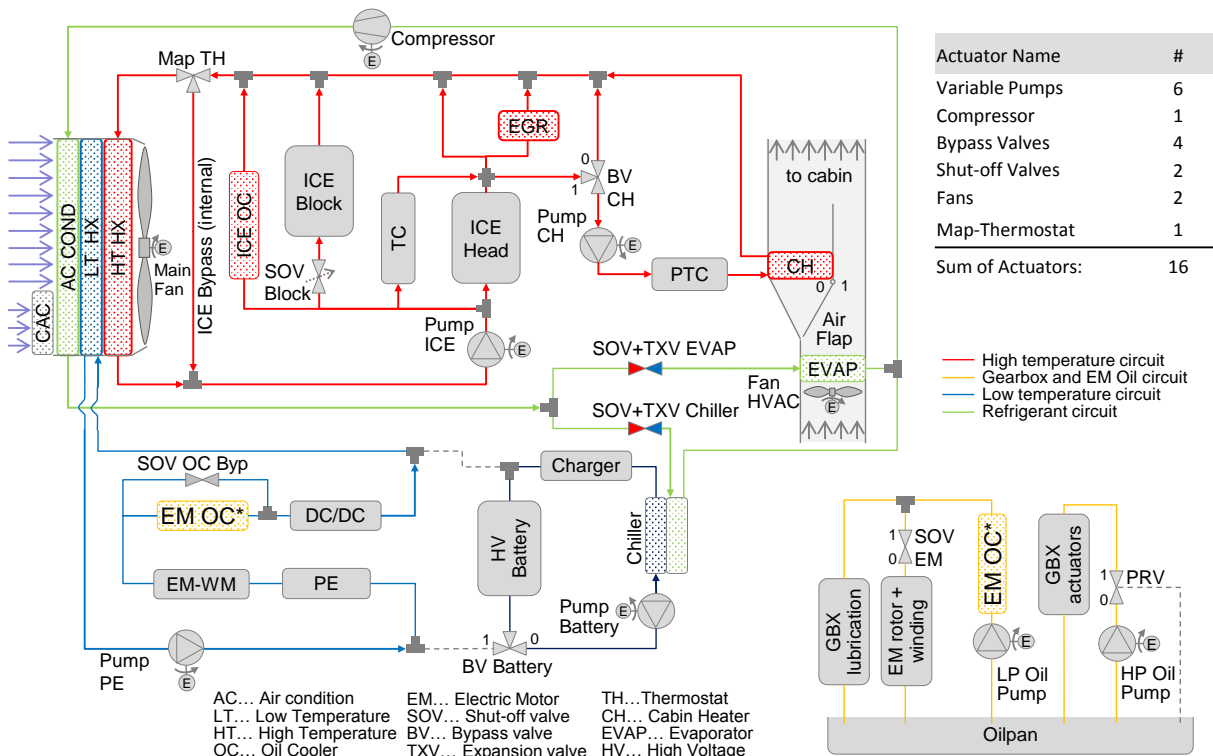 Compressor
E
Map TH
Actuator Name #
Variable Pumps 6
Compressor 1
Bypass Valves 4
Shut-off Valves 2
Fans 2
Map-Thermostat 1
Sum of Actuators: 16
High temperature circuit
Gearbox and EM Oil circuit
Low temperature circuit
Refrigerant circuit
CAC
AC COND
LT HX
HT HX
E
Main
Fan
ICE Bypass (internal)
ICE OC
ICE
Block
SOV
Block
TC
EGR
ICE
Head
Pump
ICE
E
0
1
BV
CH
Pump
CH
E
PTC
to cabin
CH
0
1
Air
Flap
EVAP
Fan
HVAC
E
SOV+TXV EVAP
SOV+TXV Chiller
SOV OC Byp
EM OC*
DC/DC
EM-WM
PE
Pump
PE
E
Charger
HV
Battery
Chiller
Pump
Battery
E
1
0
BV Battery
GBX
lubrication
1
0
SOV
EM
EM rotor +
winding
EM OC*
E
LP Oil
Pump
GBX
actuators
1
0
PRV
E
HP Oil
Pump
Oilpan
AC… Air condition
LT… Low Temperature
HT… High Temperature
OC… Oil Cooler
EM… Electric Motor
SOV… Shut-off valve
BV… Bypass valve
TXV… Expansion valve
TH…Thermostat
CH… Cabin Heater
EVAP… Evaporator
HV… High Voltage